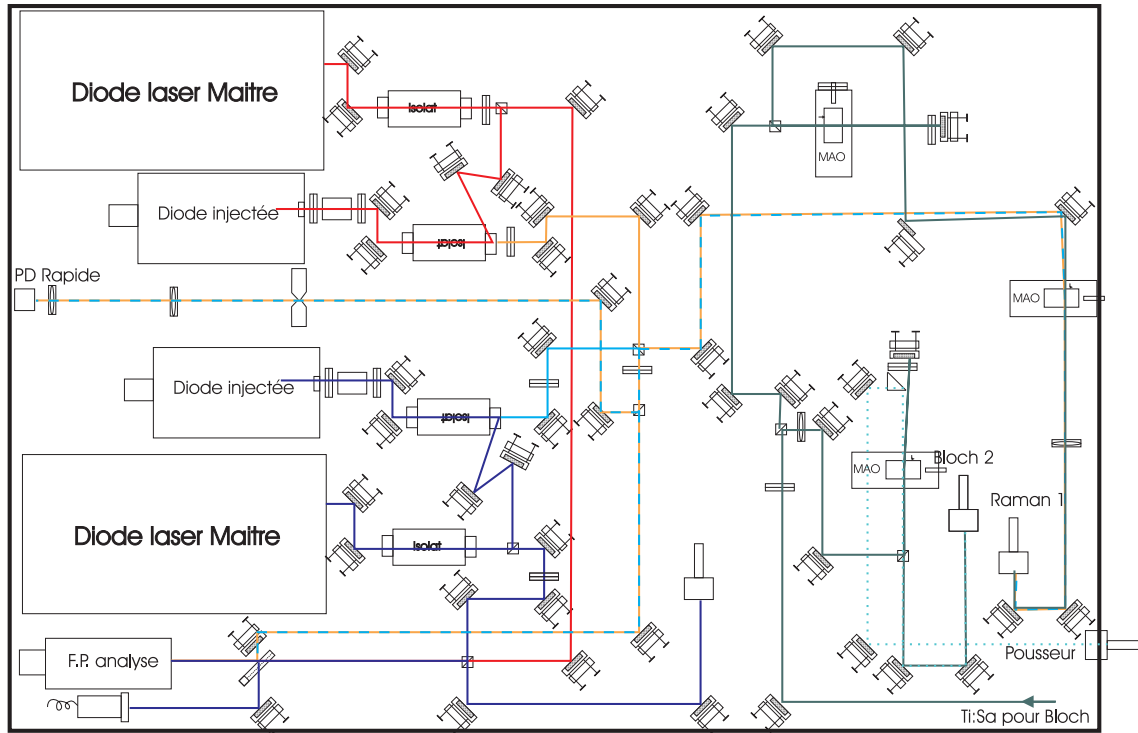 Diode laser Maitre
Isolat
MAO
Diode injectée
Isolat
PD Rapide
MAO
Diode injectée
Isolat
MAO
Bloch 2
Raman 1
Diode laser Maitre
Isolat
F.P. analyse
Pousseur
Ti:Sa pour Bloch